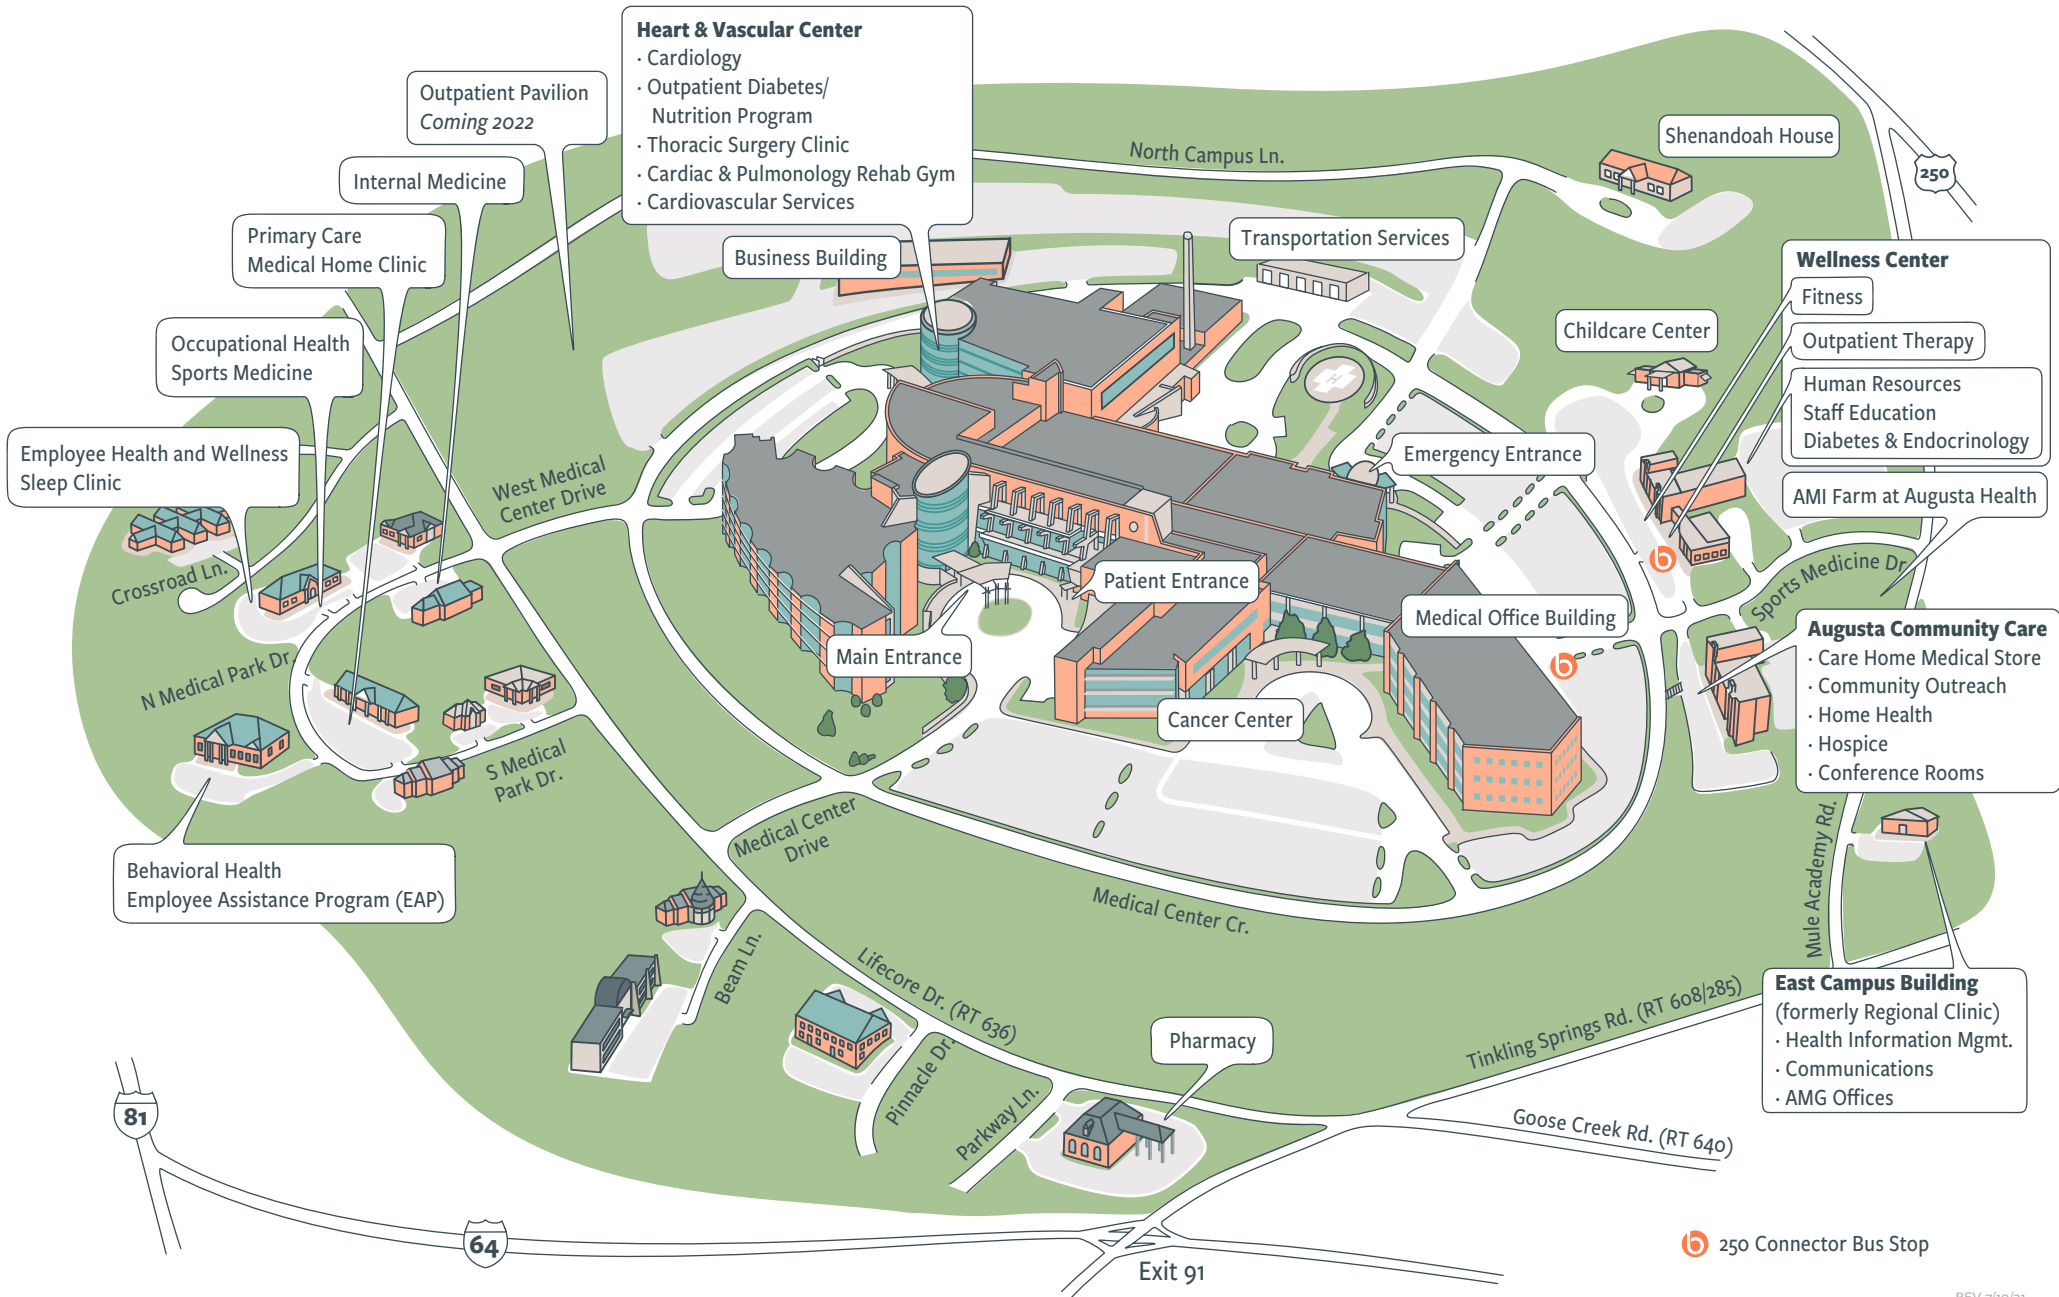 Heart & Vascular Center
· Cardiology
· Outpatient Diabetes/
Nutrition Program
· Thoracic Surgery Clinic
· Cardiac & Pulmonology Rehab Gym
· Cardiovascular Services
Outpatient Pavilion
Coming 2022
Internal Medicine
Primary Care
Medical Home Clinic
Occupational Health
Sports Medicine
Employee Health and Wellness
Sleep Clinic
Business Building
North Campus Ln.
Transportation Services
Shenandoah House
250
Childcare Center
Wellness Center
Fitness
Outpatient Therapy
Human Resources
Staff Education
Diabetes & Endocrinology
AMI Farm at Augusta Health
Emergency Entrance
H
West Medical
Center Drive
Crossroad Ln.
Patient Entrance
Medical Office Building
b
Sports Medicine Dr.
Main Entrance
Cancer Center
b
Augusta Community Care
· Care Home Medical Store
· Community Outreach
· Home Health
· Hospice
· Conference Rooms
N Medical Park Dr.
S Medical
Park Dr.
Medical Center
Drive
Behavioral Health
Employee Assistance Program (EAP)
Medical Center Cr.
Mule Academy Rd.
Beam Ln.
Lifecore Dr. (RT 636)
East Campus Building
(formerly Regional Clinic)
· Health Information Mgmt.
· Communications
· AMG Offices
Tinkling Springs Rd. (RT 608/285)
Pharmacy
Pinnacle Dr.
Parkway Ln.
Goose Creek Rd. (RT 640)
81
64
Exit 91
b 250 Connector Bus Stop